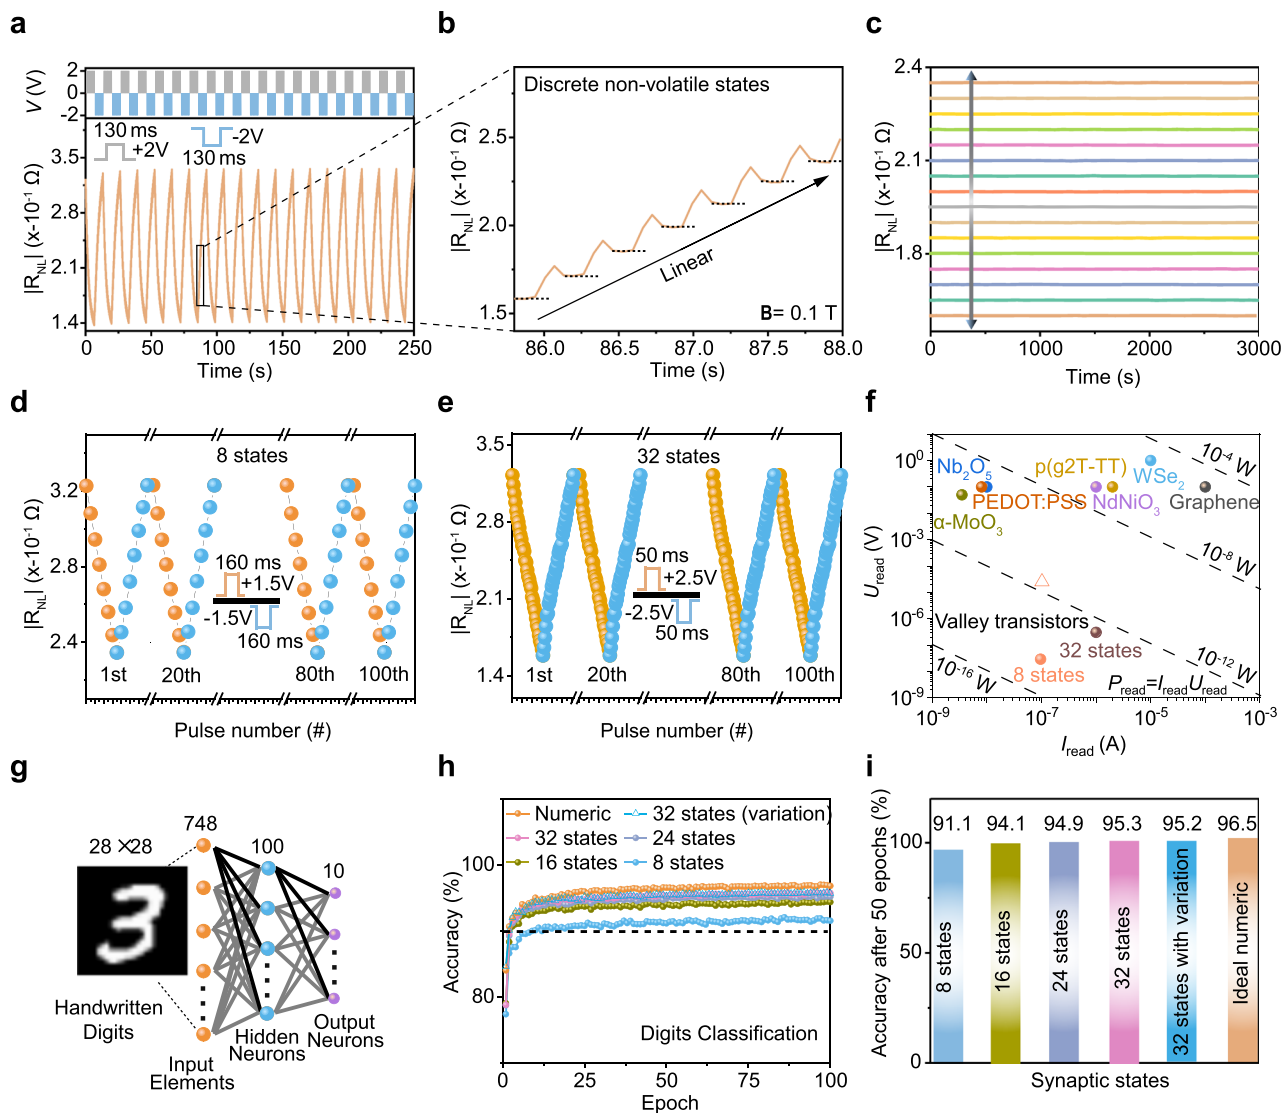 a
2
0
-2
V (V)
130 ms
+2V
-2V
130 ms
3.5
2.8
2.1
1.4
|R_NL| (x-10⁻¹ Ω)
0
50
100
150
200
250
Time (s)
b
Discrete non-volatile states
2.5
2.0
1.5
|R_NL| (x-10⁻¹ Ω)
Linear
B= 0.1 T
86.0
86.5
87.0
87.5
88.0
Time (s)
c
2.4
2.1
1.8
|R_NL| (x-10⁻¹ Ω)
0
1000
2000
3000
Time (s)
d
8 states
3.2
2.8
2.4
|R_NL| (x-10⁻¹ Ω)
160 ms
+1.5V
-1.5V
160 ms
1st
20th
80th
100th
Pulse number (#)
e
32 states
3.5
2.8
2.1
1.4
|R_NL| (x-10⁻¹ Ω)
50 ms
+2.5V
-2.5V
50 ms
1st
20th
80th
100th
Pulse number (#)
f
10⁰
10⁻³
10⁻⁶
10⁻⁹
U_read (V)
10⁻⁴ W
Nb₂O₅
p(g2T-TT)
WSe₂
PEDOT:PSS
NdNiO₃
Graphene
α-MoO₃
10⁻⁸ W
Valley transistors
32 states
8 states
10⁻¹² W
10⁻¹⁶ W
P_read=I_readU_read
10⁻⁹
10⁻⁷
10⁻⁵
10⁻³
I_read (A)
g
28 ×28
748
100
10
Handwritten
Digits
Input
Elements
Hidden
Neurons
Output
Neurons
h
Numeric
32 states (variation)
32 states
24 states
16 states
8 states
100
80
Accuracy (%)
Digits Classification
0
25
50
75
100
Epoch
i
91.1
94.1
94.9
95.3
95.2
96.5
100
50
0
Accuracy after 50 epochs (%)
8 states
16 states
24 states
32 states
32 states with variation
Ideal numeric
Synaptic states